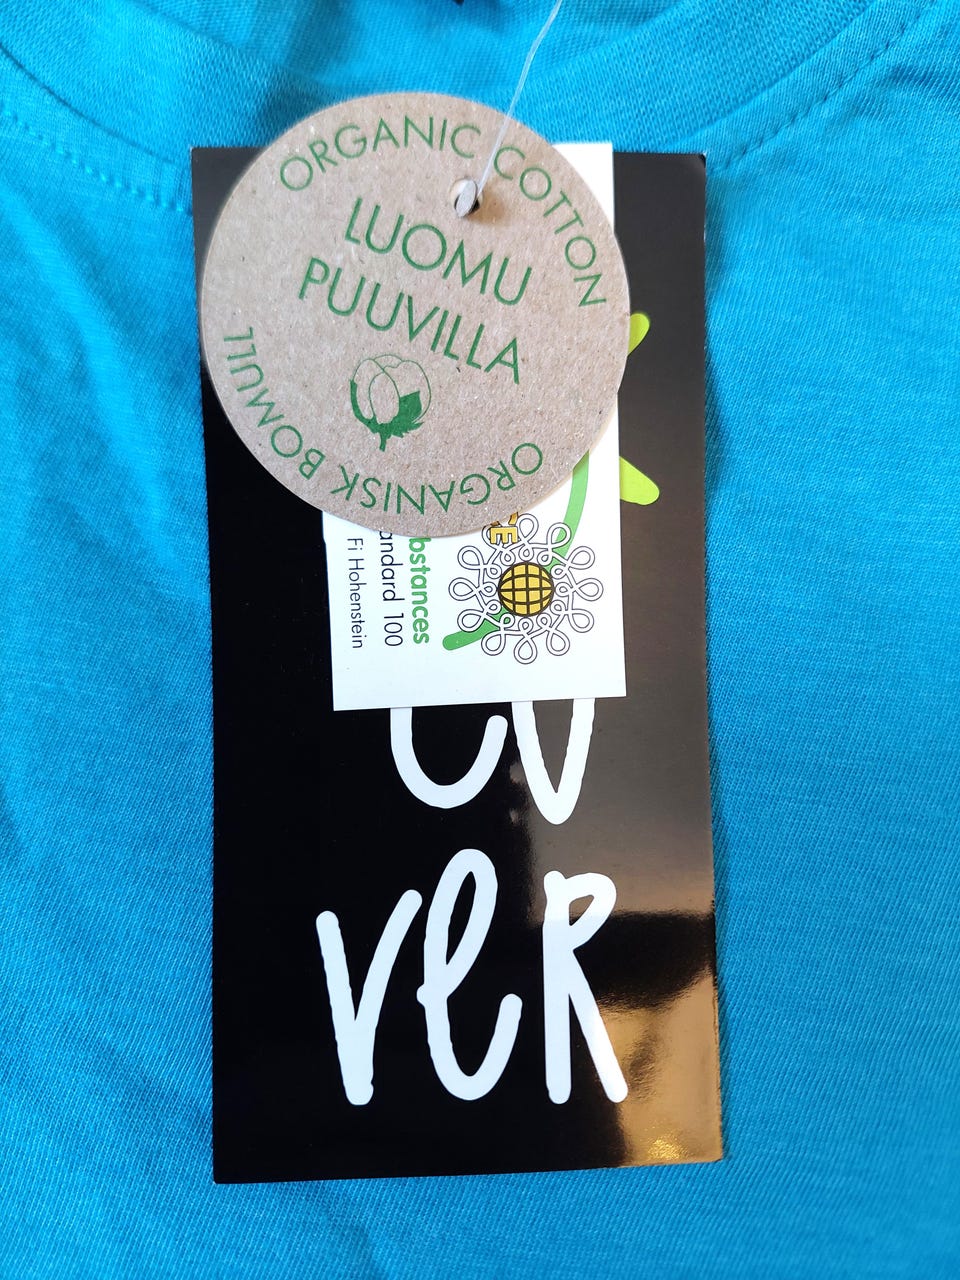 ORGANIC COTTON
LUOMU
PUUVILLA
ORGANISK BOMULL
bstances
andard 100
Fi Hohenstein
VeR